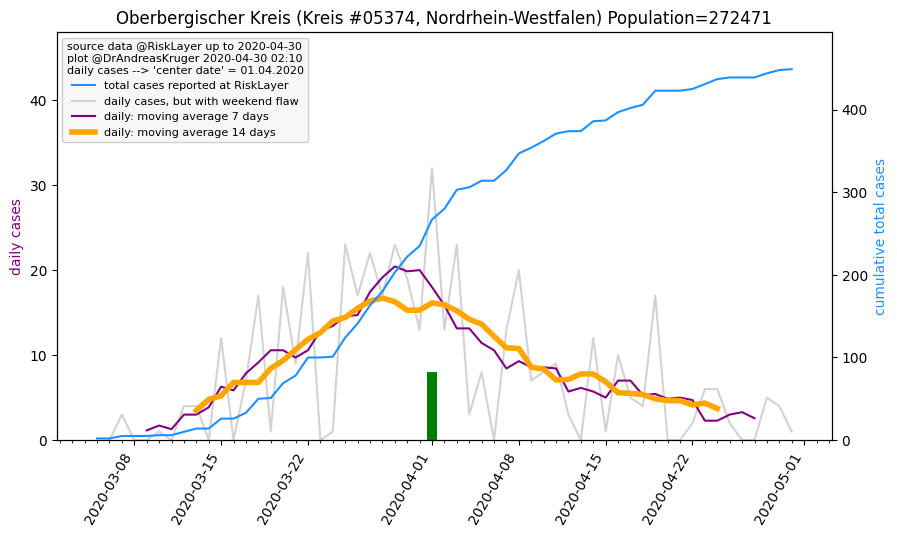 Oberbergischer Kreis (Kreis #05374, Nordrhein-Westfalen) Population=272471
source data @RiskLayer up to 2020-04-30
plot @DrAndreasKruger 2020-04-30 02:10
daily cases --> 'center date' = 01.04.2020
total cases reported at RiskLayer
daily cases, but with weekend flaw
daily: moving average 7 days
daily: moving average 14 days
daily cases
40
30
20
10
0
400
300
200
100
0
cumulative total cases
2020-03-08
2020-03-15
2020-03-22
2020-04-01
2020-04-08
2020-04-15
2020-04-22
2020-05-01